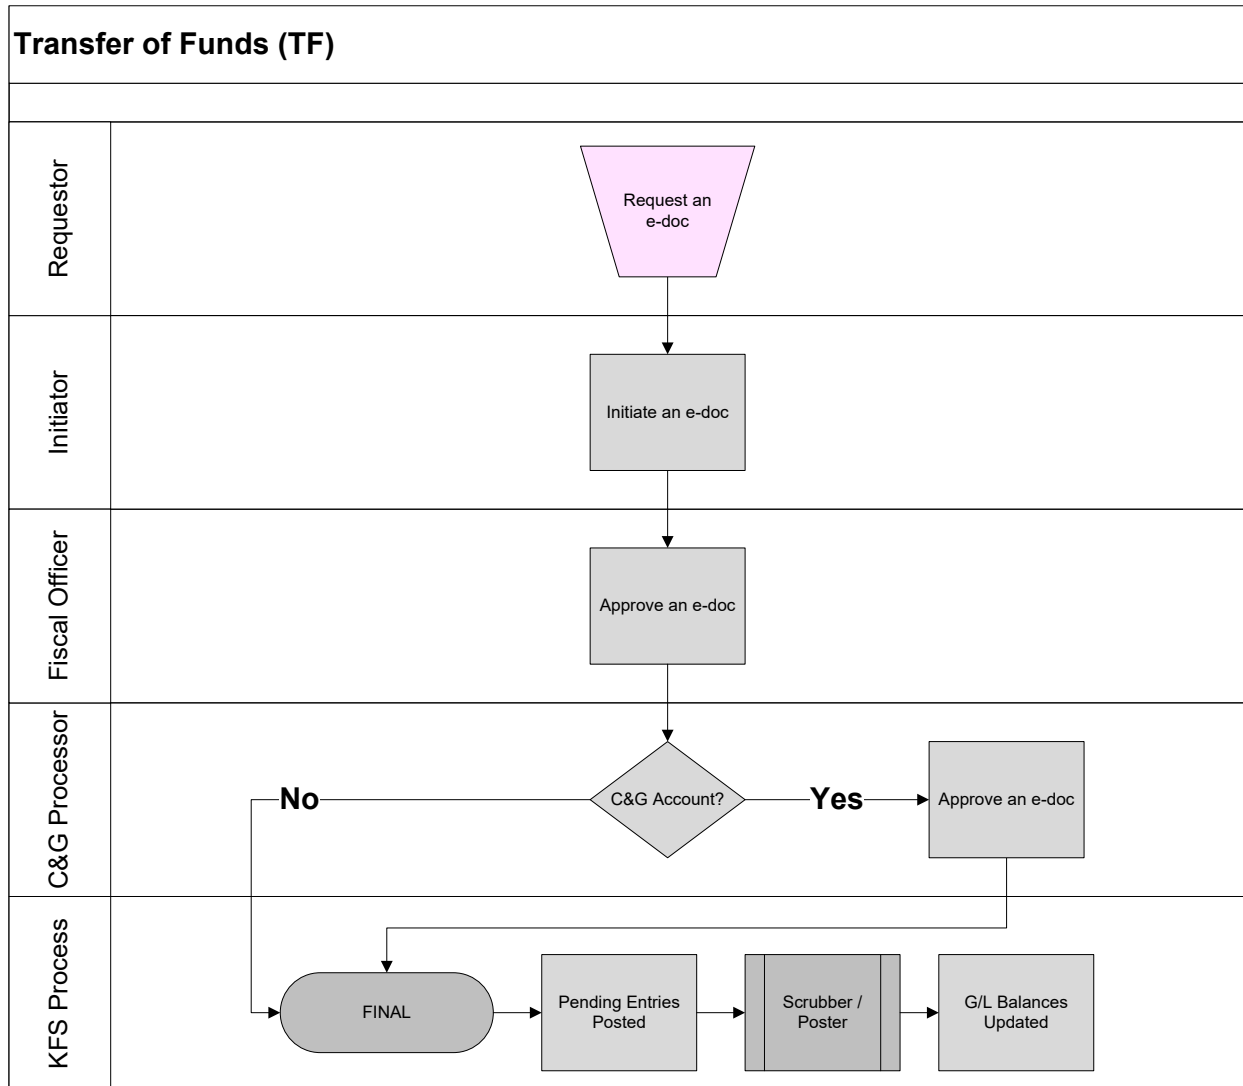 Transfer of Funds (TF)
Requestor
Request an
e-doc
Initiator
Initiate an e-doc
Fiscal Officer
Approve an e-doc
C&G Processor
No
C&G Account?
Yes
Approve an e-doc
KFS Process
FINAL
Pending Entries
Posted
Scrubber /
Poster
G/L Balances
Updated